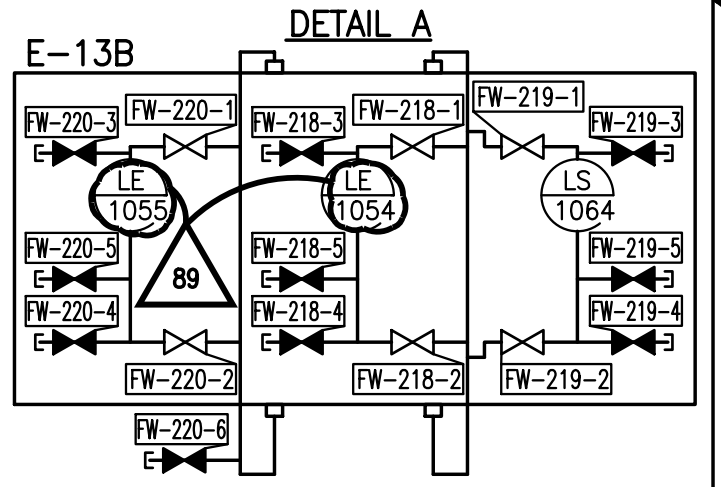 DETAIL A
E-13B
FW-220-1
FW-218-1
FW-219-1
FW-220-3
FW-218-3
FW-219-3
LE
1055
LE
1054
LS
1064
FW-220-5
89
FW-218-5
FW-219-5
FW-220-4
FW-218-4
FW-219-4
FW-220-2
FW-218-2
FW-219-2
FW-220-6